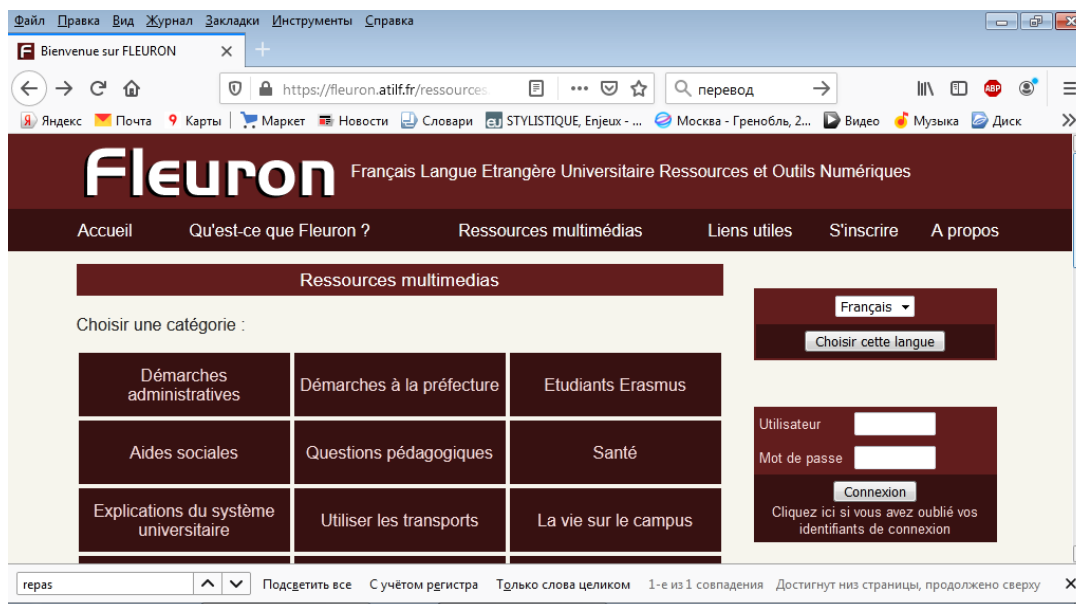 Файл Правка Вид Журнал Закладки Инструменты Справка
Bienvenue sur FLEURON
https://fleuron.atilf.fr/ressources. перевод ABP
Яндекс Почта Карты Маркет Новости Словари STYLISTIQUE, Enjeux - ... Москва - Гренобль, 2... Видео Музыка Диск
Fleuron Français Langue Etrangère Universitaire Ressources et Outils Numériques
Accueil Qu'est-ce que Fleuron ? Ressources multimédias Liens utiles S'inscrire A propos
Ressources multimedias
Français
Choisir une catégorie :
Choisir cette langue
Démarches administratives
Démarches à la préfecture
Etudiants Erasmus
Utilisateur
Aides sociales
Questions pédagogiques
Santé
Mot de passe
Connexion
Explications du système universitaire
Utiliser les transports
La vie sur le campus
Cliquez ici si vous avez oublié vos
identifiants de connexion
repas Подсветить все С учётом регистра Только слова целиком 1-е из 1 совпадения Достигнут низ страницы, продолжено сверху